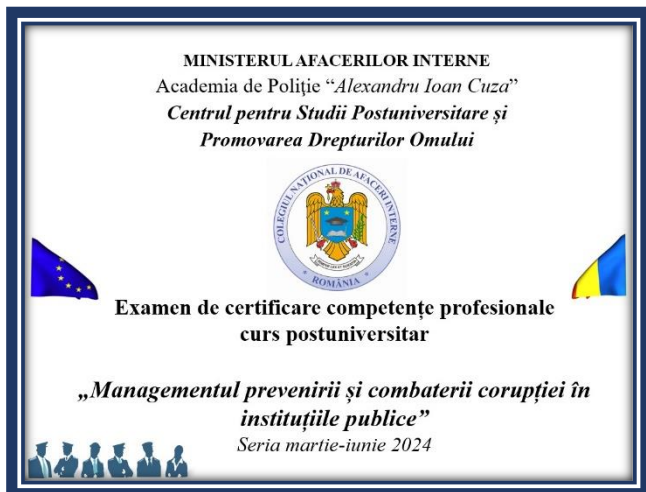 MINISTERUL AFACERILOR INTERNE
Academia de Poliţie “Alexandru Ioan Cuza”
Centrul pentru Studii Postuniversitare și
Promovarea Drepturilor Omului
COLEGIUL NAȚIONAL DE AFACERI INTERNE
* ROMÂNIA *
Examen de certificare competențe profesionale
curs postuniversitar
„Managementul prevenirii și combaterii corupției în
instituțiile publice”
Seria martie-iunie 2024